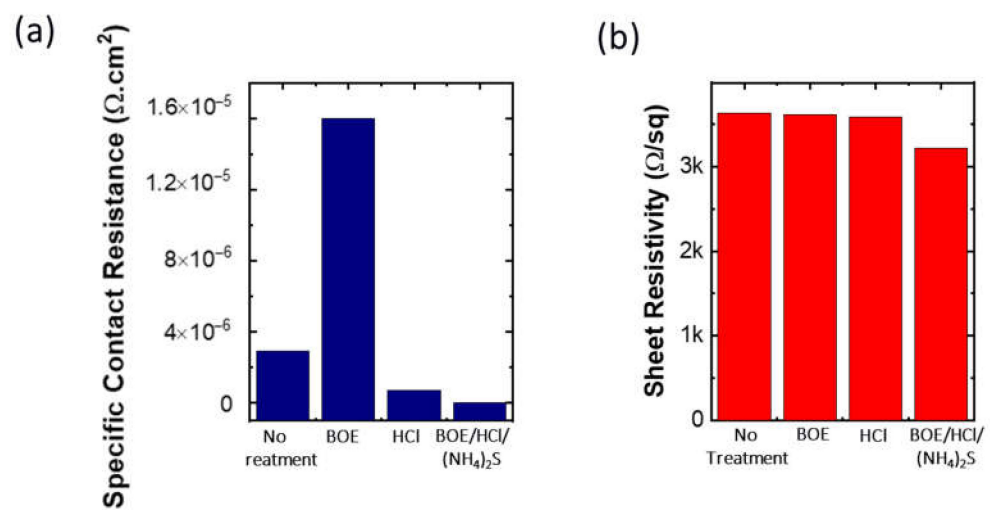 (a)
Specific Contact Resistance (Ω.cm²)
1.6×10⁻⁵
1.2×10⁻⁵
8×10⁻⁶
4×10⁻⁶
0
No
reatment
BOE
HCl
BOE/HCl/
(NH₄)₂S
(b)
Sheet Resistivity (Ω/sq)
3k
2k
1k
0
No
Treatment
BOE
HCl
BOE/HCl/
(NH₄)₂S